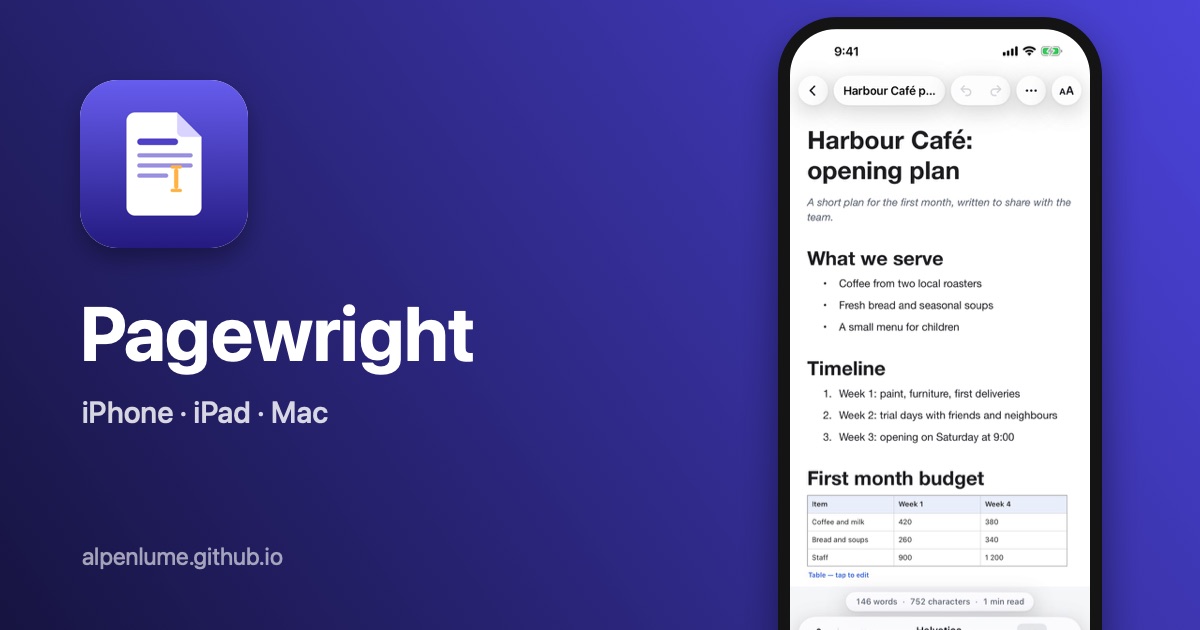 Pagewright
iPhone · iPad · Mac
alpenlume.github.io
9:41
Harbour Café p...
AA
Harbour Café:
opening plan
A short plan for the first month, written to share with the
team.
What we serve
• Coffee from two local roasters
• Fresh bread and seasonal soups
• A small menu for children
Timeline
1. Week 1: paint, furniture, first deliveries
2. Week 2: trial days with friends and neighbours
3. Week 3: opening on Saturday at 9:00
First month budget
Item Week 1 Week 4
Coffee and milk 420 380
Bread and soups 260 340
Staff 900 1 200
Table — tap to edit
146 words · 752 characters · 1 min read
Helvetica